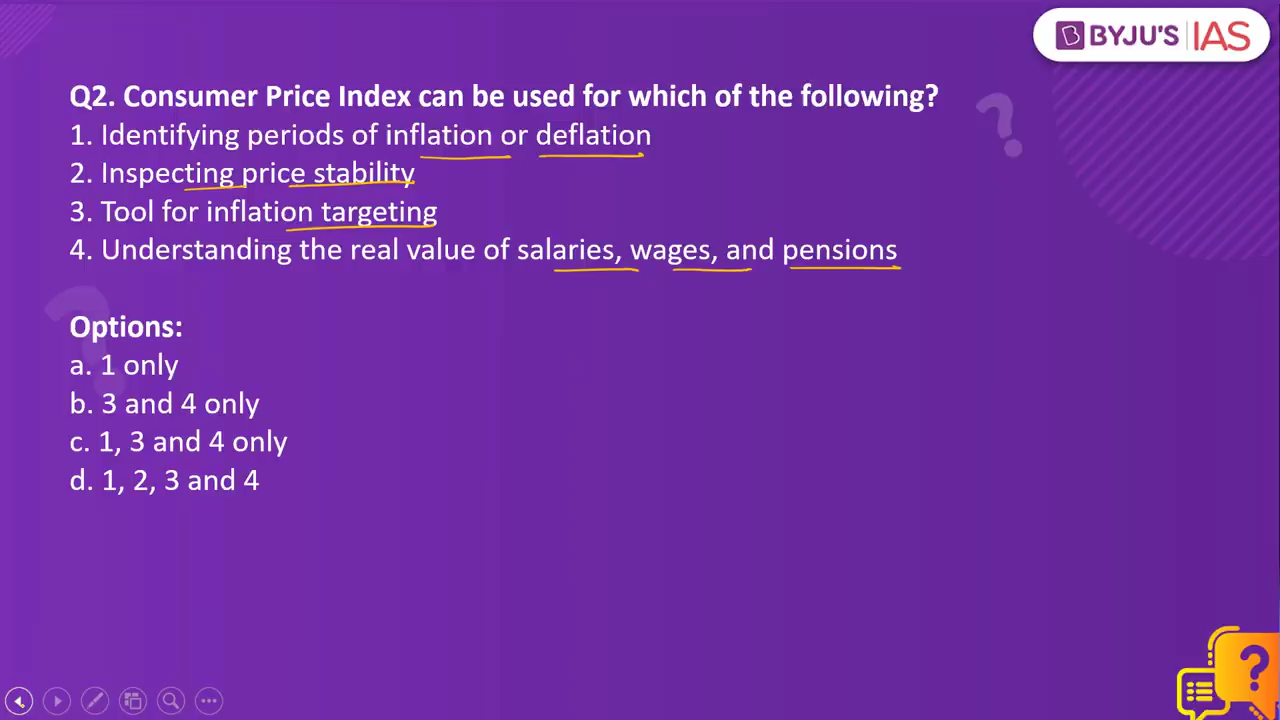 BYJU'S IAS
Q2. Consumer Price Index can be used for which of the following?
1. Identifying periods of inflation or deflation
2. Inspecting price stability
3. Tool for inflation targeting
4. Understanding the real value of salaries, wages, and pensions
Options:
a. 1 only
b. 3 and 4 only
c. 1, 3 and 4 only
d. 1, 2, 3 and 4